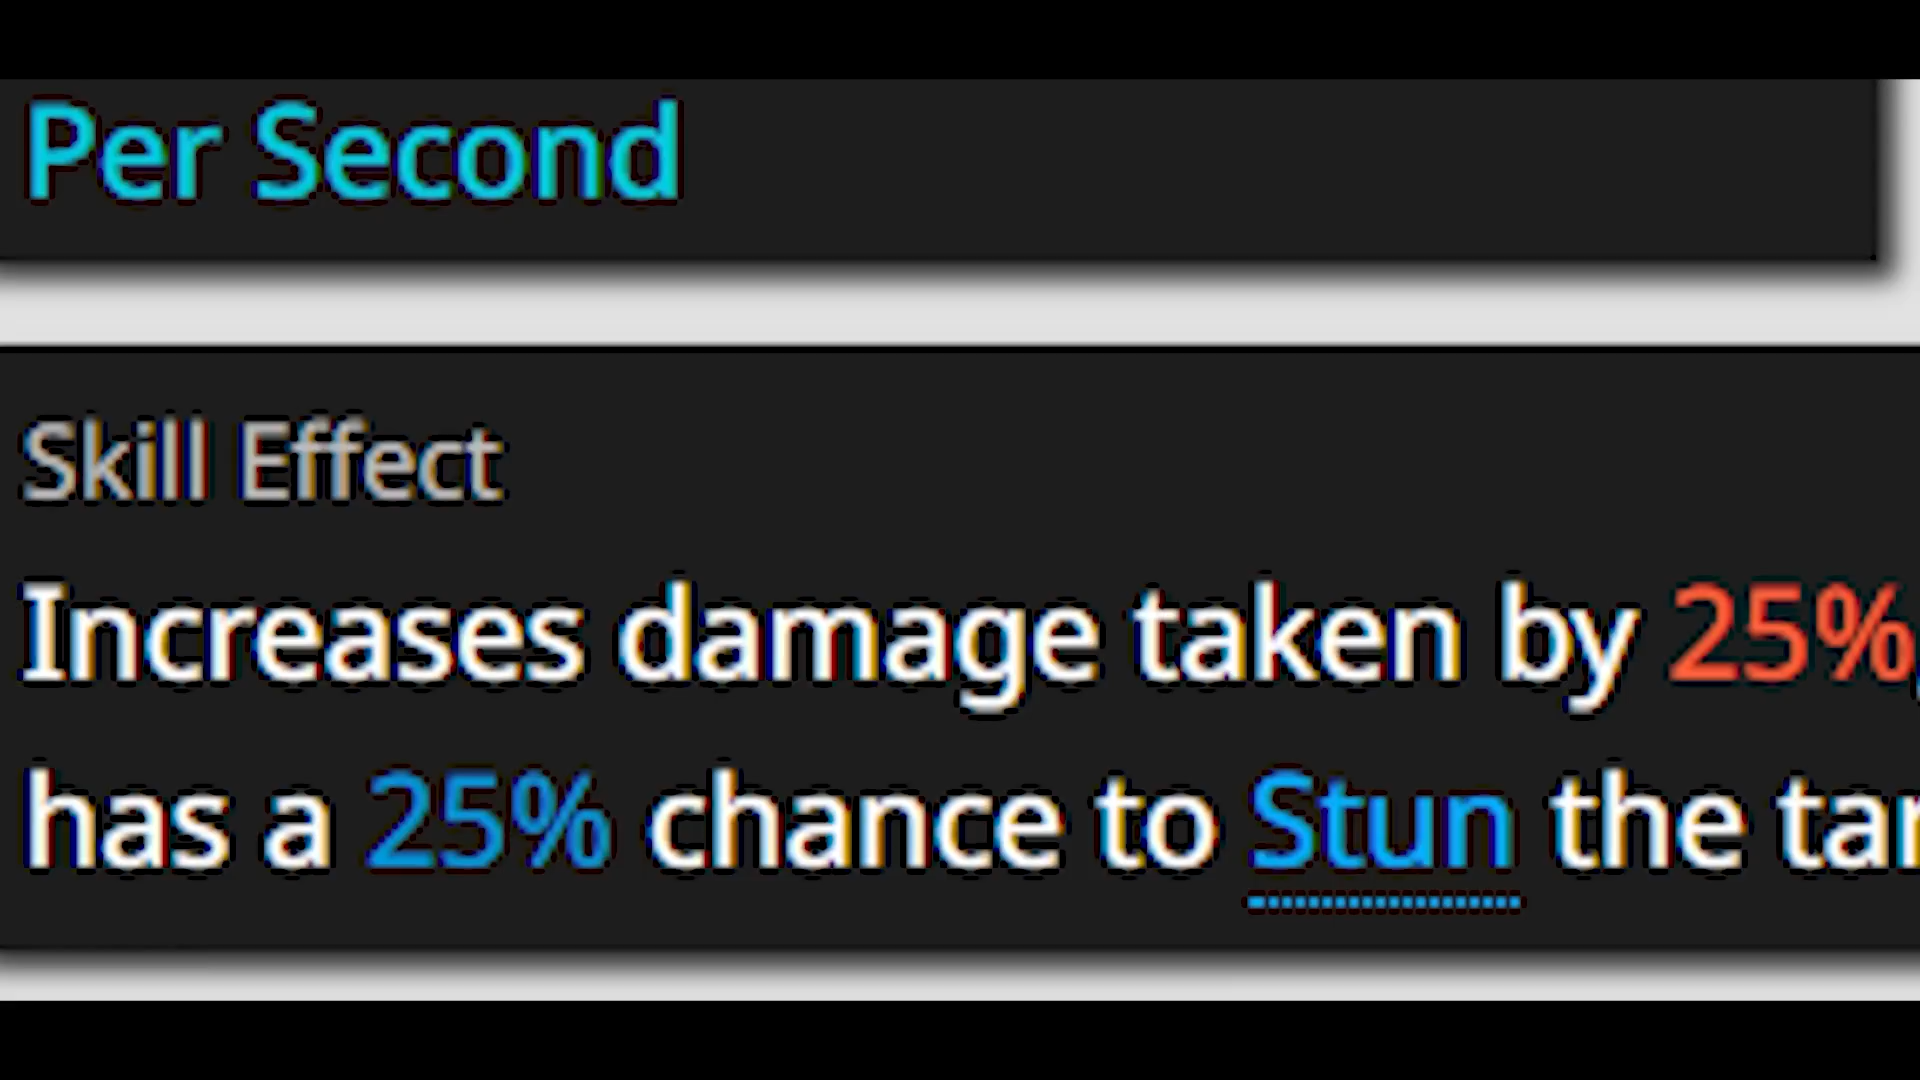 Per Second
Skill Effect
Increases damage taken by 25%,
has a 25% chance to Stun the